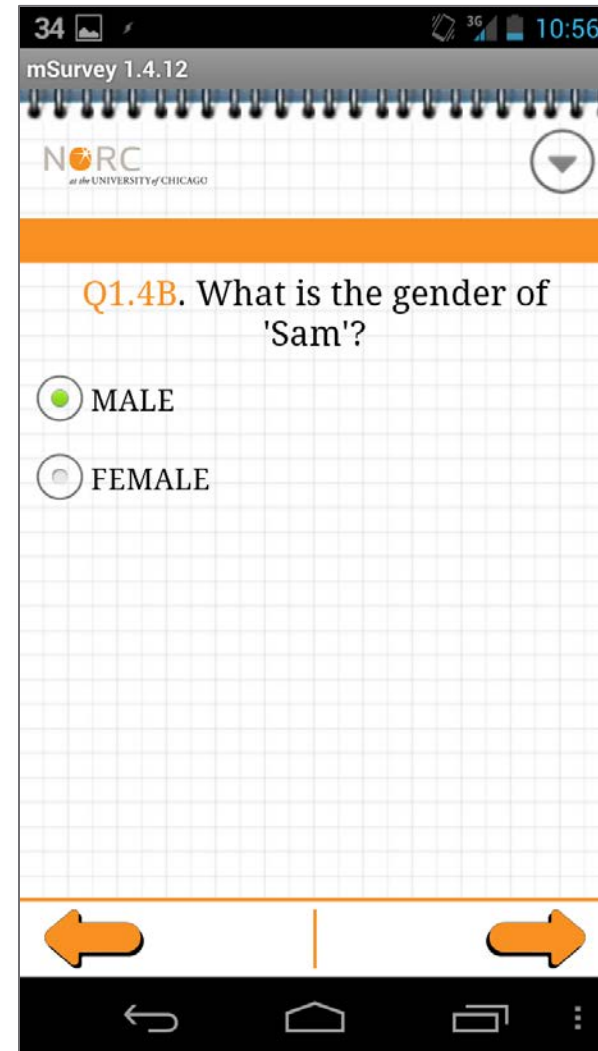 34 3G 10:56
mSurvey 1.4.12
NORC
at the UNIVERSITY of CHICAGO
Q1.4B. What is the gender of
'Sam'?
MALE
FEMALE